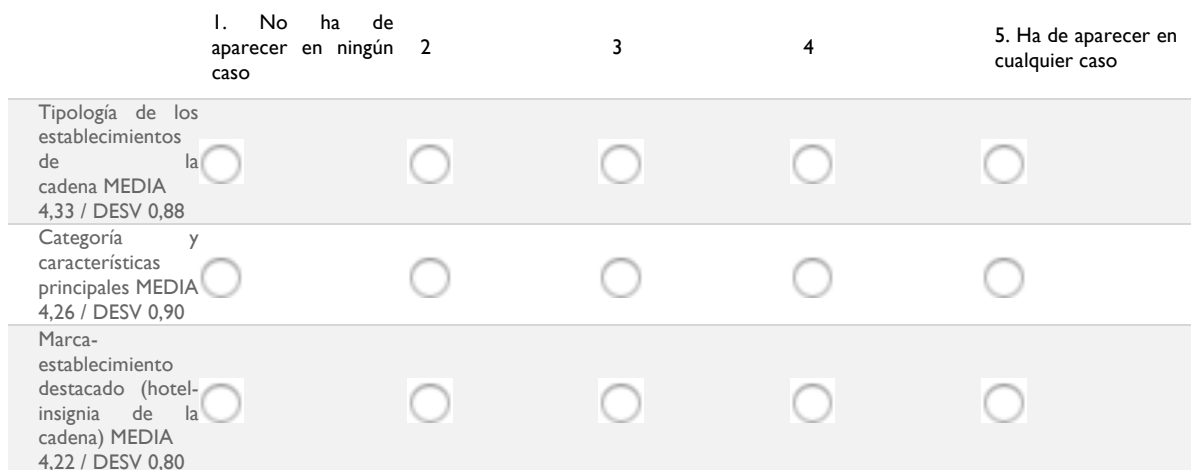 1. No ha de
aparecer en ningún
caso
2
3
4
5. Ha de aparecer en
cualquier caso
Tipología de los
establecimientos
de la
cadena MEDIA
4,33 / DESV 0,88
Categoría y
características
principales MEDIA
4,26 / DESV 0,90
Marca-
establecimiento
destacado (hotel-
insignia de la
cadena) MEDIA
4,22 / DESV 0,80